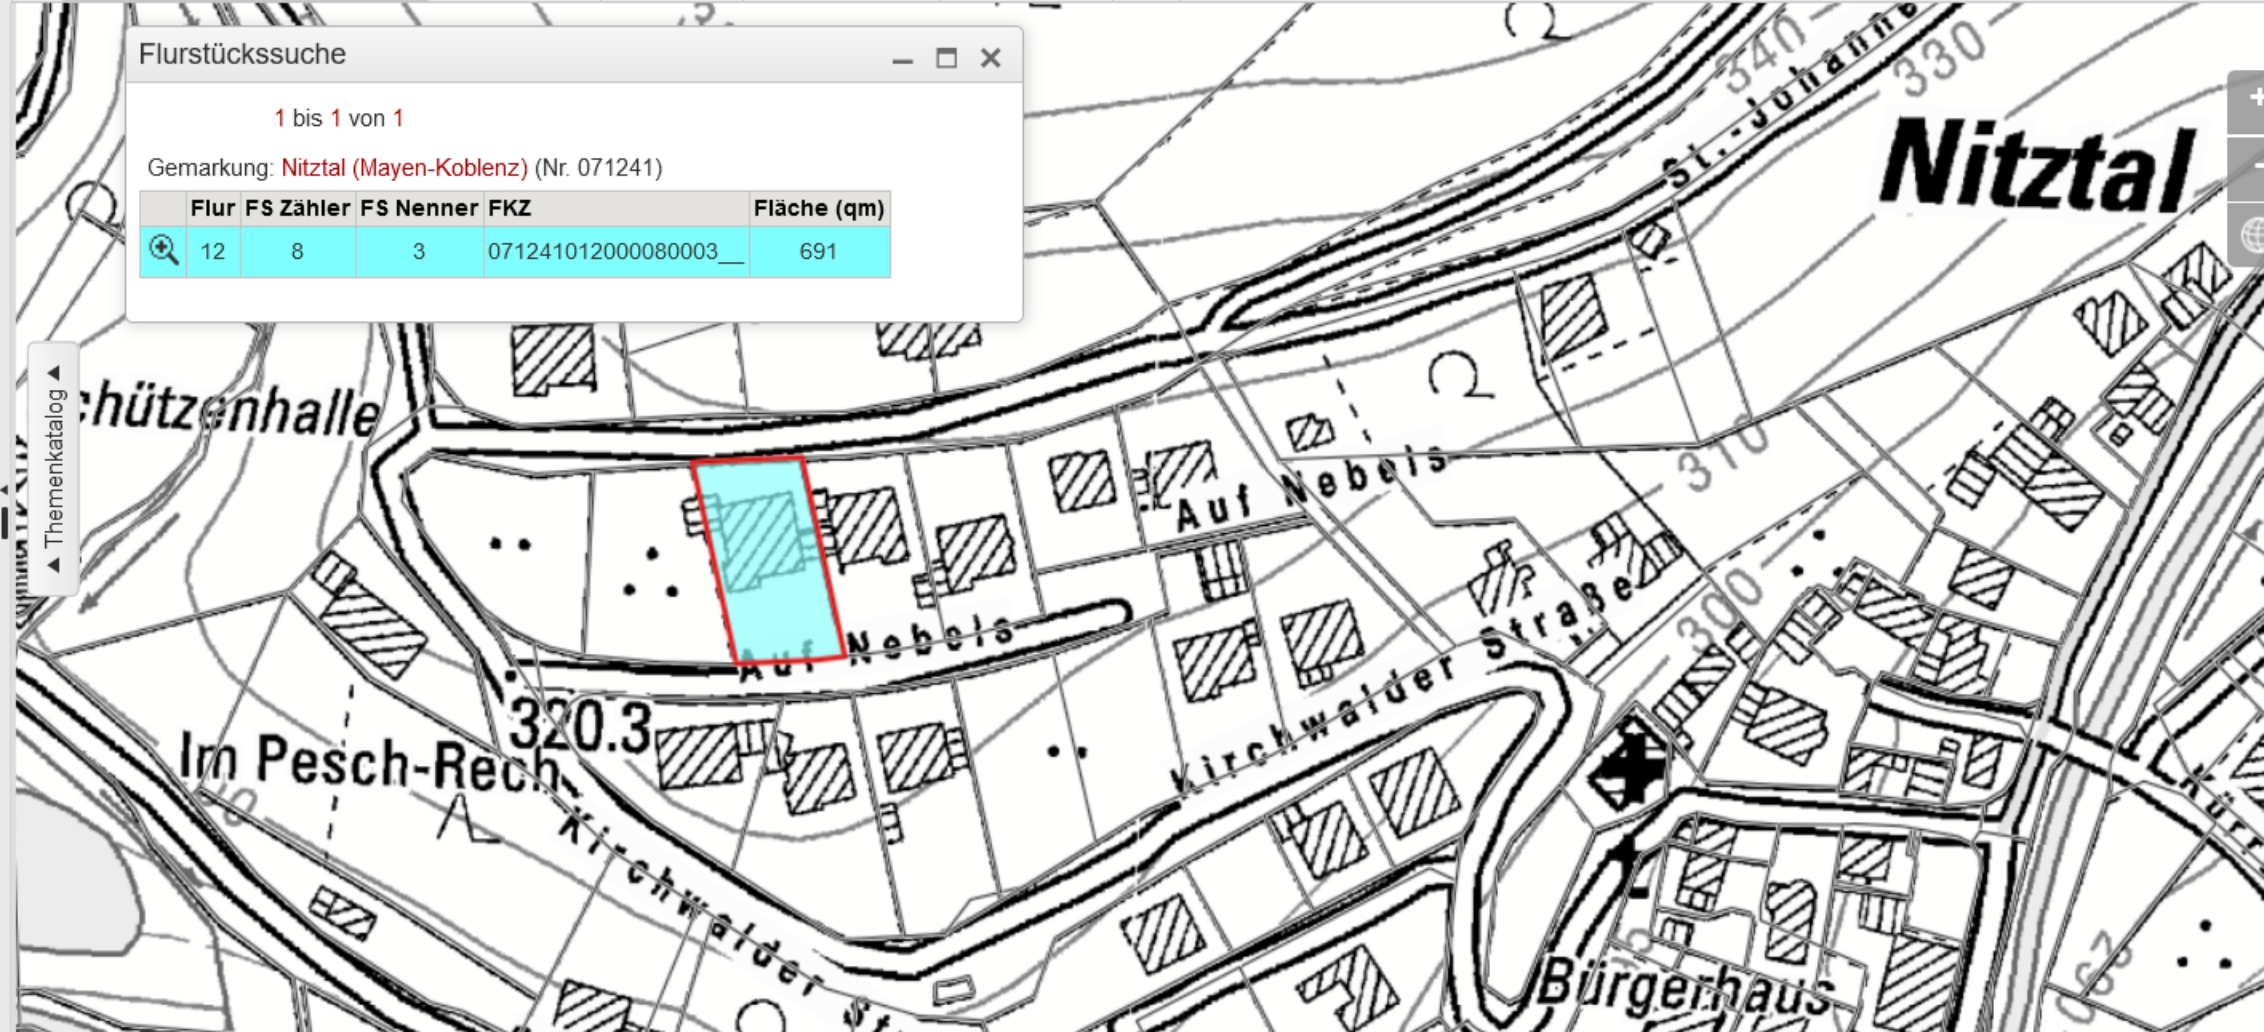 Flurstückssuche
1 bis 1 von 1
Gemarkung: Nitztal (Mayen-Koblenz) (Nr. 071241)
Flur FS Zähler FS Nenner FKZ Fläche (qm)
12 8 3 071241012000080003__ 691
Themenkatalog
340
330
St.-Johanne
Nitztal
chützenhalle
Auf Nebels
310
300
Auf Nebels
Kirchwalder Straße
320.3
Im Pesch-Rech
Kirchwalder St
Bürgerhaus
Kürr